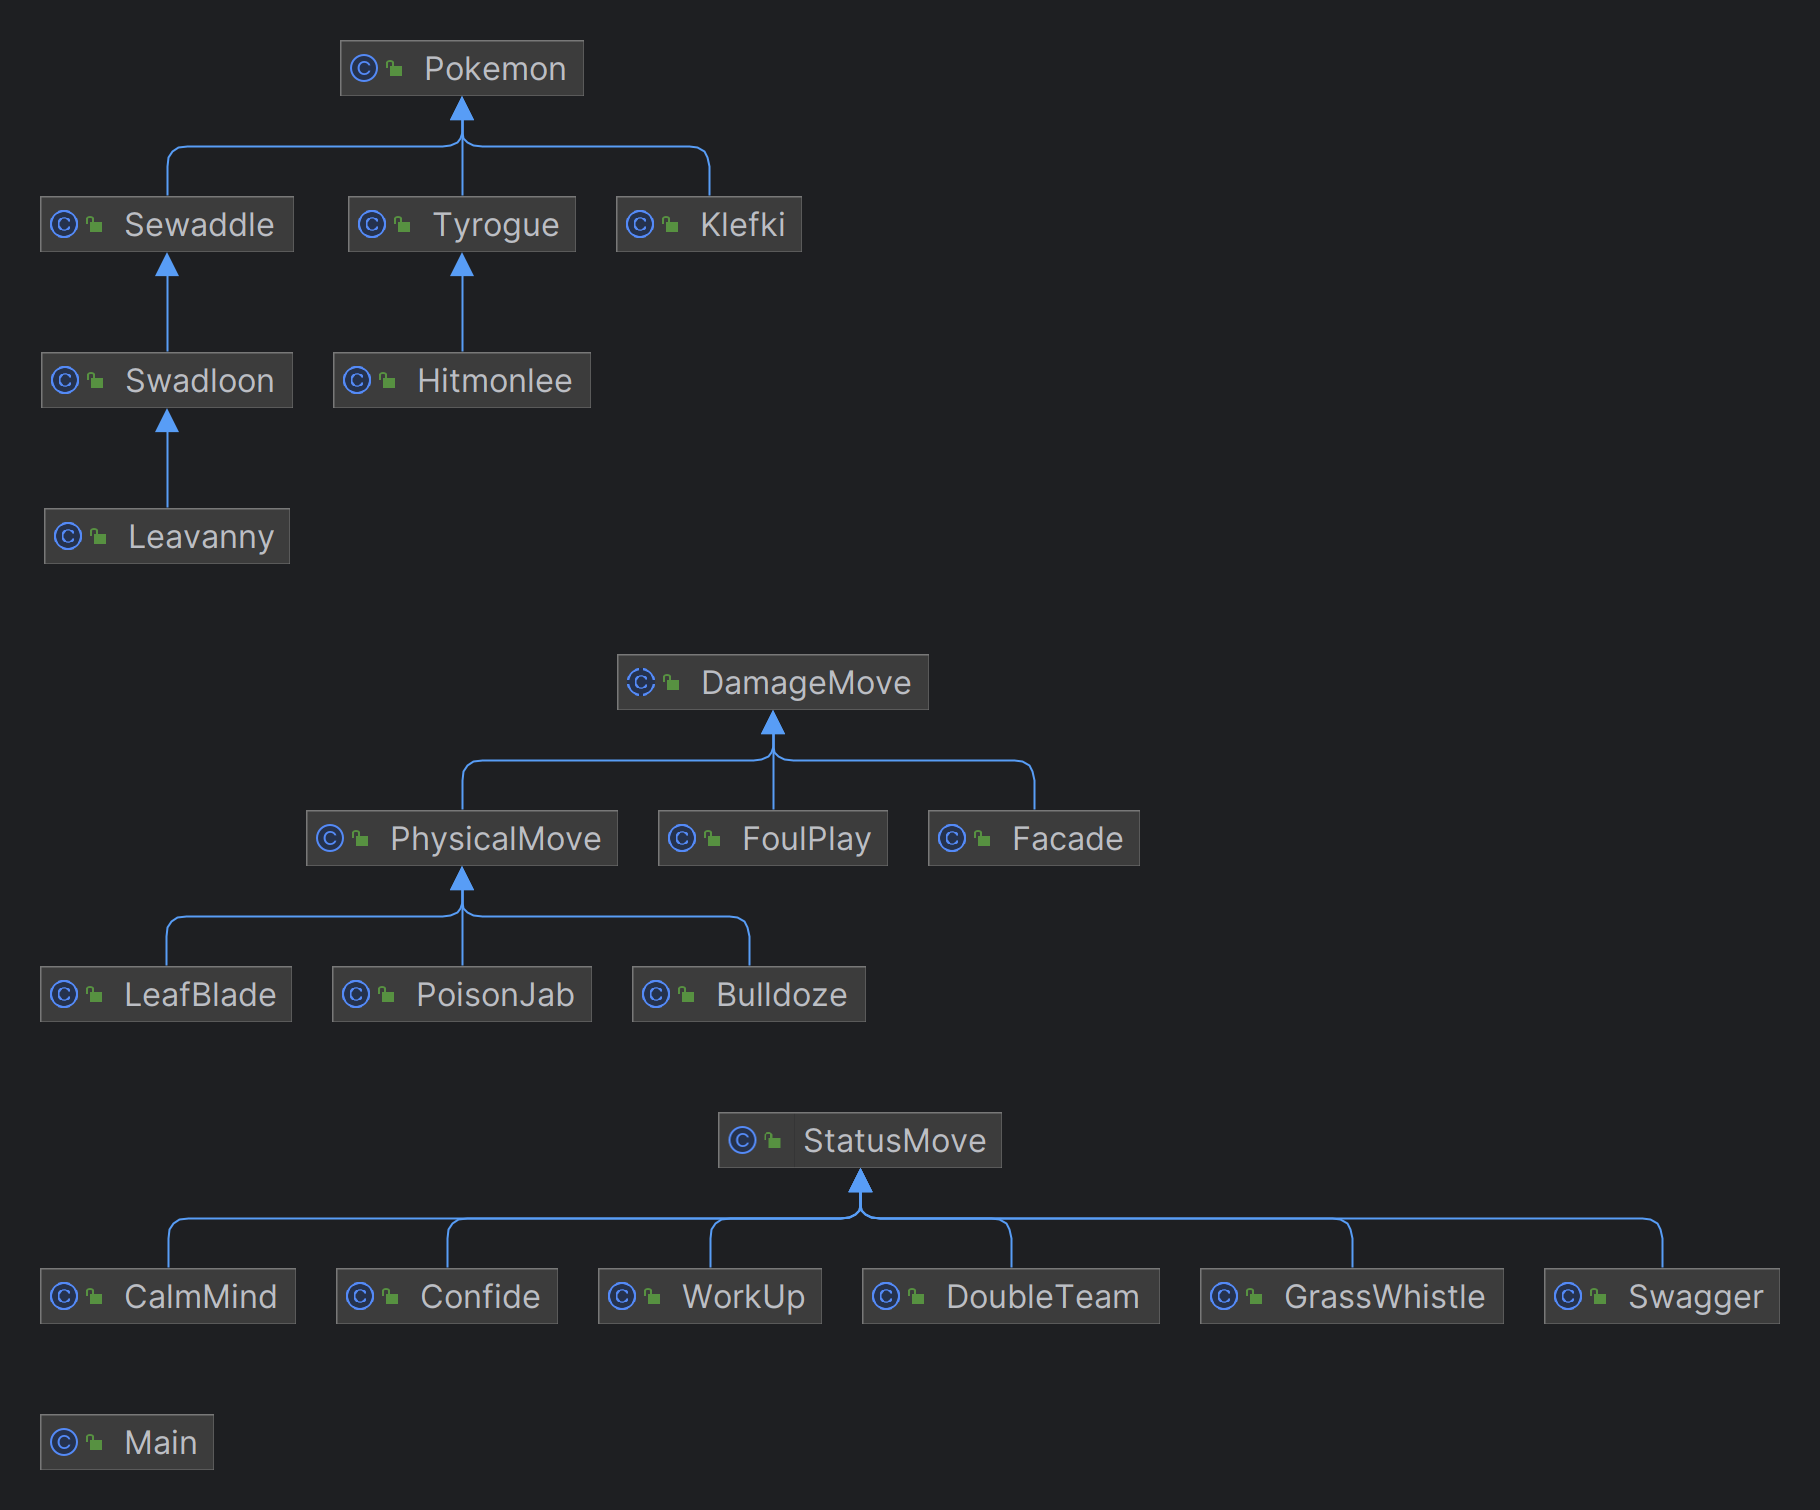 Pokemon
Sewaddle Tyrogue Klefki
Swadloon Hitmonlee
Leavanny
DamageMove
PhysicalMove FoulPlay Facade
LeafBlade PoisonJab Bulldoze
StatusMove
CalmMind Confide WorkUp DoubleTeam GrassWhistle Swagger
Main